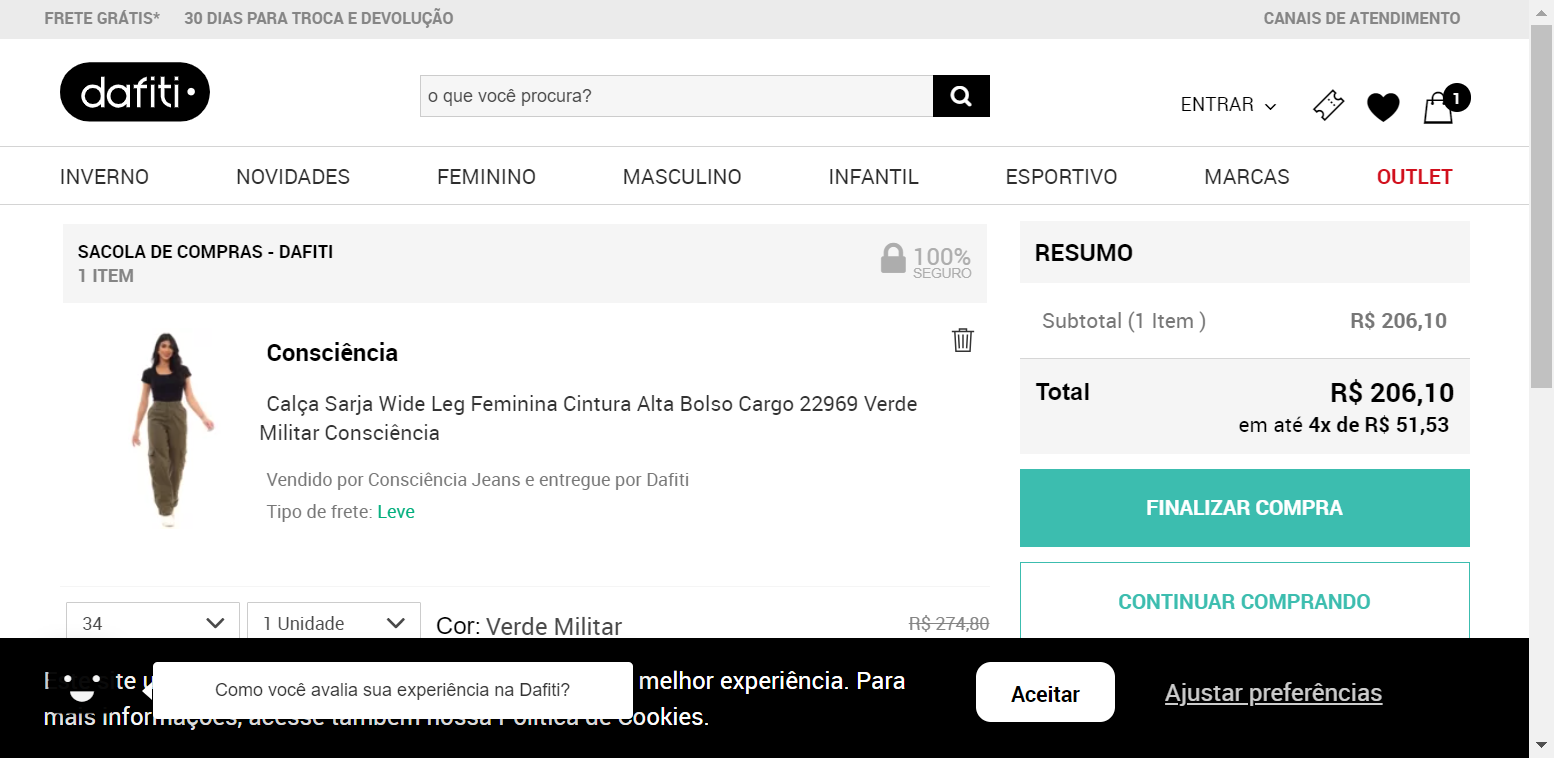 FRETE GRÁTIS* 30 DIAS PARA TROCA E DEVOLUÇÃO CANAIS DE ATENDIMENTO
dafiti
o que você procura?
ENTRAR
1
INVERNO NOVIDADES FEMININO MASCULINO INFANTIL ESPORTIVO MARCAS OUTLET
SACOLA DE COMPRAS - DAFITI
1 ITEM
100%
SEGURO
Consciência
Calça Sarja Wide Leg Feminina Cintura Alta Bolso Cargo 22969 Verde
Militar Consciência
Vendido por Consciência Jeans e entregue por Dafiti
Tipo de frete: Leve
34 1 Unidade Cor: Verde Militar R$ 274,80
RESUMO
Subtotal (1 Item ) R$ 206,10
Total R$ 206,10
em até 4x de R$ 51,53
FINALIZAR COMPRA
CONTINUAR COMPRANDO
Como você avalia sua experiência na Dafiti?
melhor experiência. Para
mais informações, acesse também nossa Política de Cookies.
Aceitar
Ajustar preferências